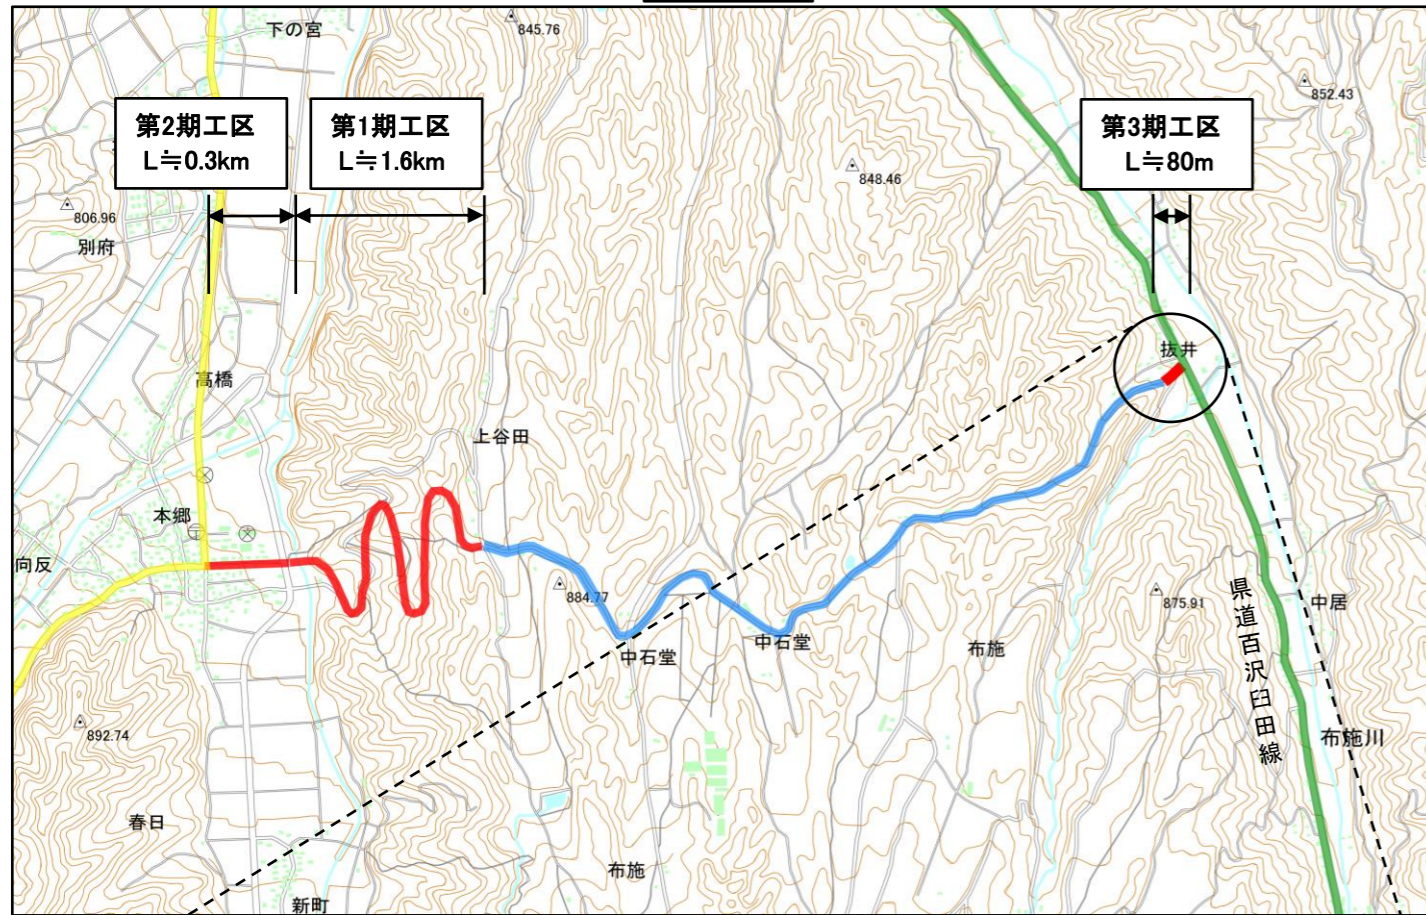 下の宮
845.76
852.43
第2期工区
L≒0.3km
第1期工区
L≒1.6km
第3期工区
L≒80m
848.46
806.96
別府
抜井
高橋
上谷田
本郷
向反
884.77
875.91
中居
中石堂
中石堂
布施
県道百沢臼田線
892.74
布施川
春日
布施
新町